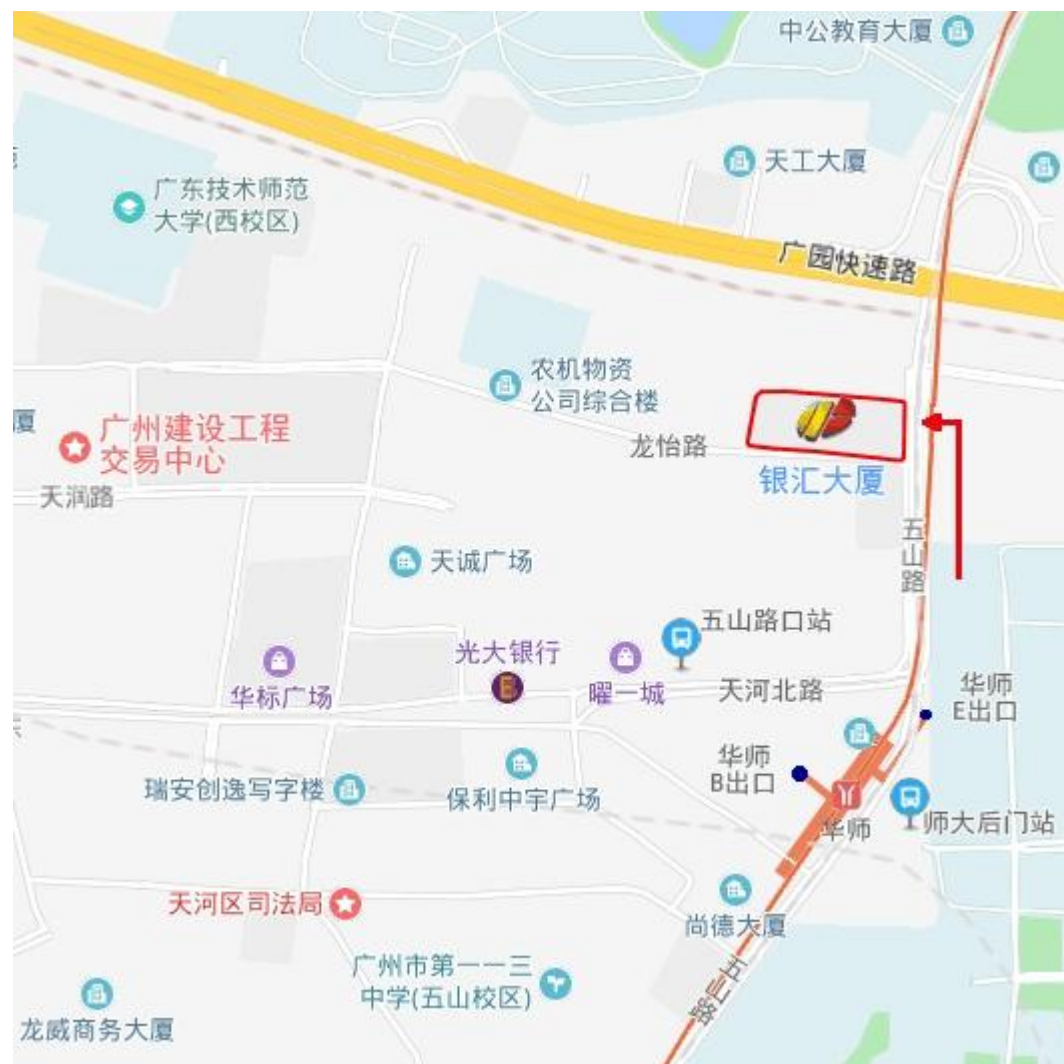 中公教育大厦
天工大厦
广东技术师范
大学(西校区)
广园快速路
农机物资
公司综合楼
厦
广州建设工程
交易中心
龙怡路
银汇大厦
天润路
五山路
天诚广场
五山路口站
光大银行
华标广场
曜一城
天河北路
华师
E出口
华师
B出口
瑞安创逸写字楼
保利中宇广场
华师
师大后门站
天河区司法局
尚德大厦
广州市第一一三
中学(五山校区)
五山路
龙威商务大厦